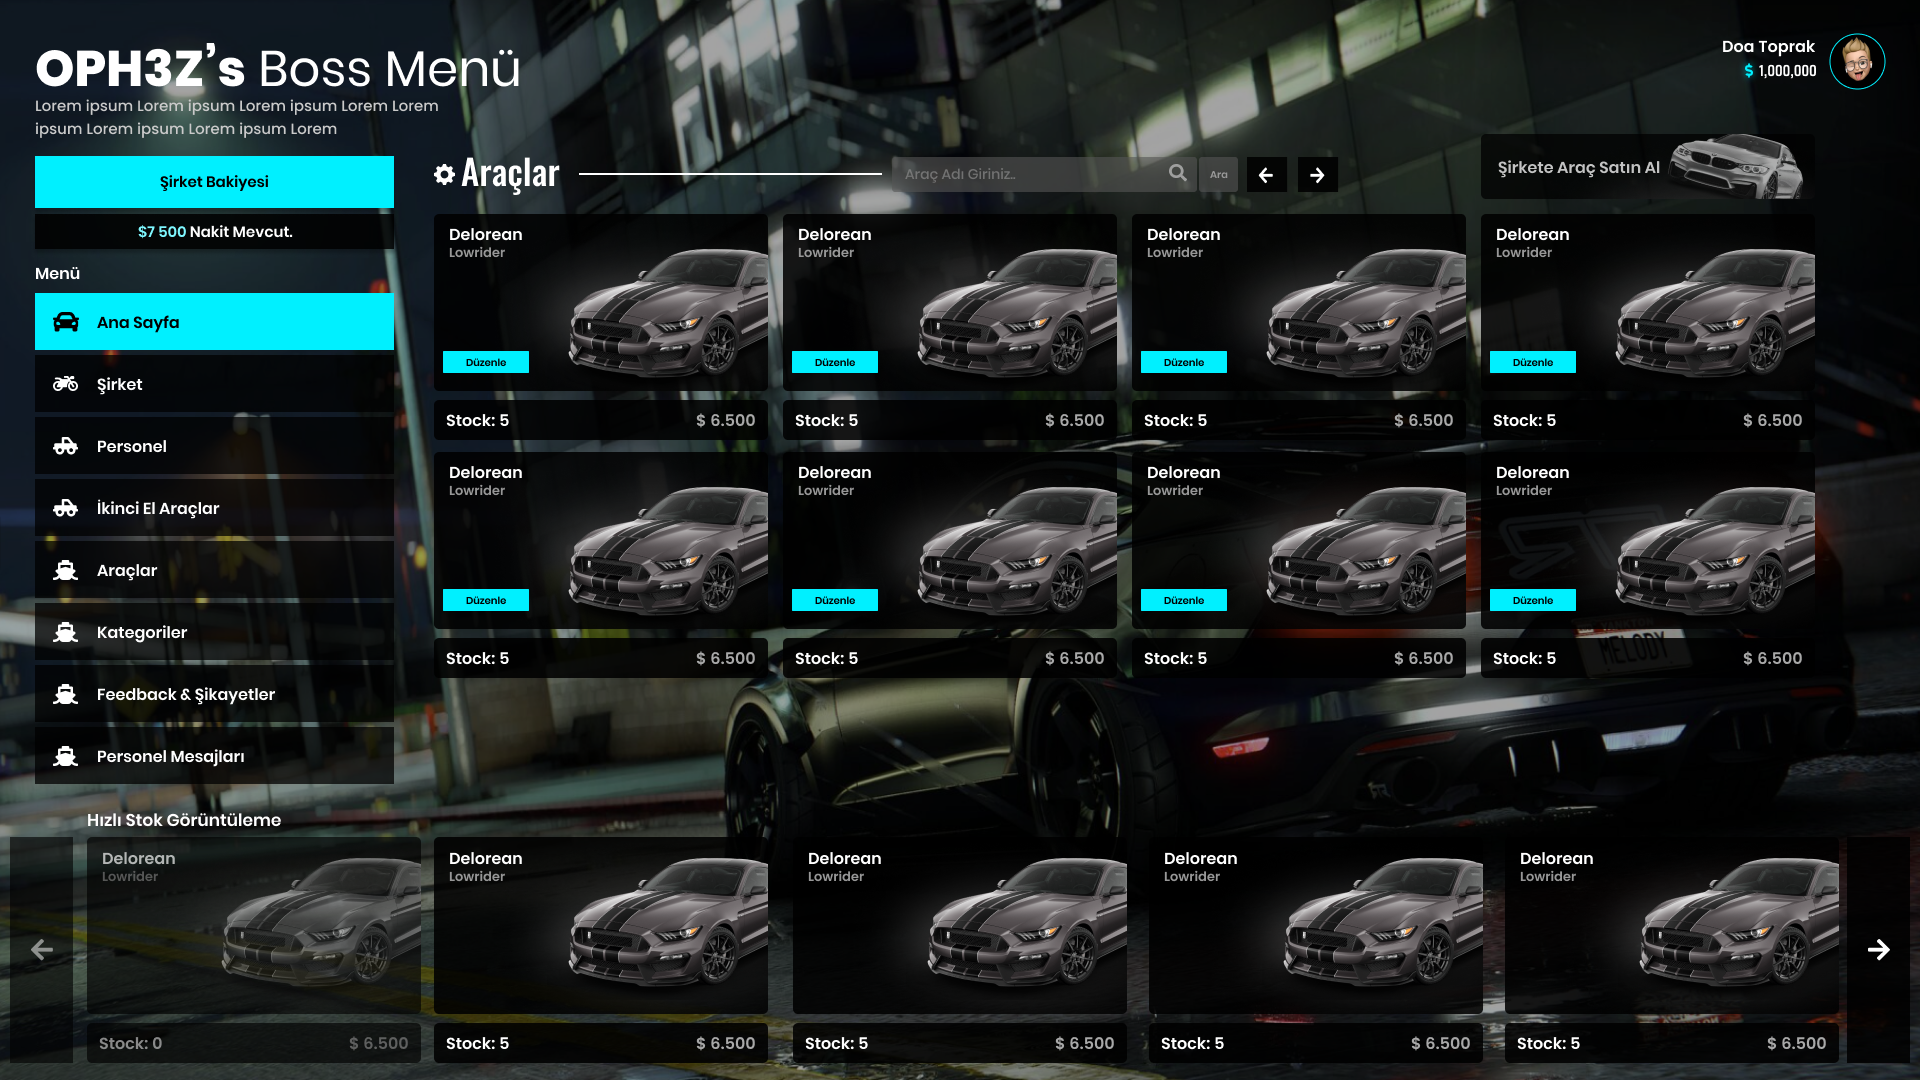 OPH3Z's Boss Menü
Lorem ipsum Lorem ipsum Lorem ipsum Lorem Lorem
ipsum Lorem ipsum Lorem ipsum Lorem
Doa Toprak
$ 1,000,000
Şirket Bakiyesi
$7 500 Nakit Mevcut.
Menü
Ana Sayfa
Şirket
Personel
İkinci El Araçlar
Araçlar
Kategoriler
Feedback & Şikayetler
Personel Mesajları
Araçlar
Araç Adı Giriniz..
Ara
Şirkete Araç Satın Al
Delorean
Lowrider
Düzenle
Stock: 5 $ 6.500
Delorean
Lowrider
Düzenle
Stock: 5 $ 6.500
Delorean
Lowrider
Düzenle
Stock: 5 $ 6.500
Delorean
Lowrider
Düzenle
Stock: 5 $ 6.500
Delorean
Lowrider
Düzenle
Stock: 5 $ 6.500
Delorean
Lowrider
Düzenle
Stock: 5 $ 6.500
Delorean
Lowrider
Düzenle
Stock: 5 $ 6.500
Delorean
Lowrider
Düzenle
Stock: 5 $ 6.500
MELODY
Hızlı Stok Görüntüleme
Delorean
Lowrider
Stock: 0 $ 6.500
Delorean
Lowrider
Stock: 5 $ 6.500
Delorean
Lowrider
Stock: 5 $ 6.500
Delorean
Lowrider
Stock: 5 $ 6.500
Delorean
Lowrider
Stock: 5 $ 6.500